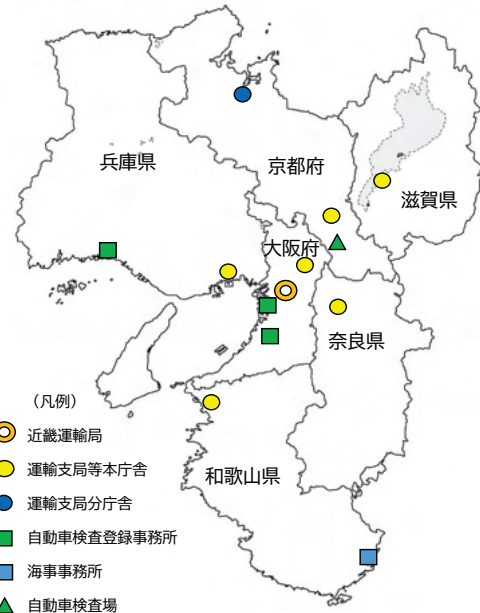 兵庫県
京都府
滋賀県
大阪府
奈良県
和歌山県
(凡例)
近畿運輸局
運輸支局等本庁舎
運輸支局分庁舎
自動車検査登録事務所
海事事務所
自動車検査場